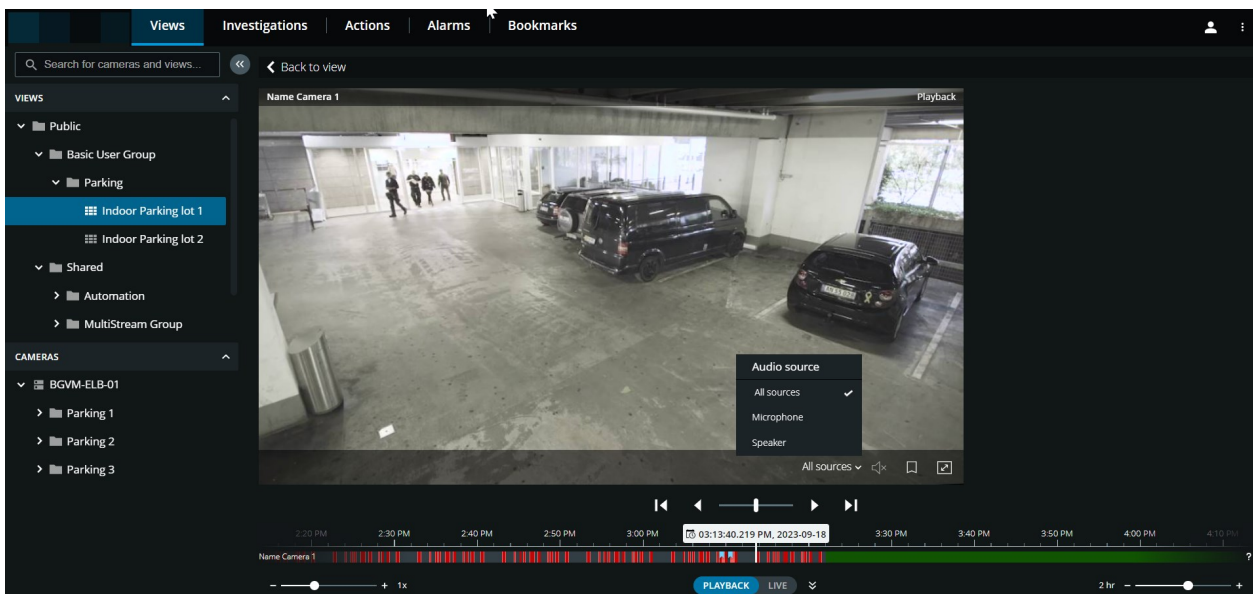 Views Investigations Actions Alarms Bookmarks
Search for cameras and views...
Back to view
VIEWS
Public
Basic User Group
Parking
Indoor Parking lot 1
Indoor Parking lot 2
Shared
Automation
MultiStream Group
CAMERAS
BGVM-ELB-01
Parking 1
Parking 2
Parking 3
Name Camera 1 Playback
Audio source
All sources
Microphone
Speaker
All sources
2:20 PM 2:30 PM 2:40 PM 2:50 PM 3:00 PM 03:13:40.219 PM, 2023-09-18 3:30 PM 3:40 PM 3:50 PM 4:00 PM 4:10 PM
Name Camera 1 ?
- + 1x PLAYBACK LIVE 2 hr - +